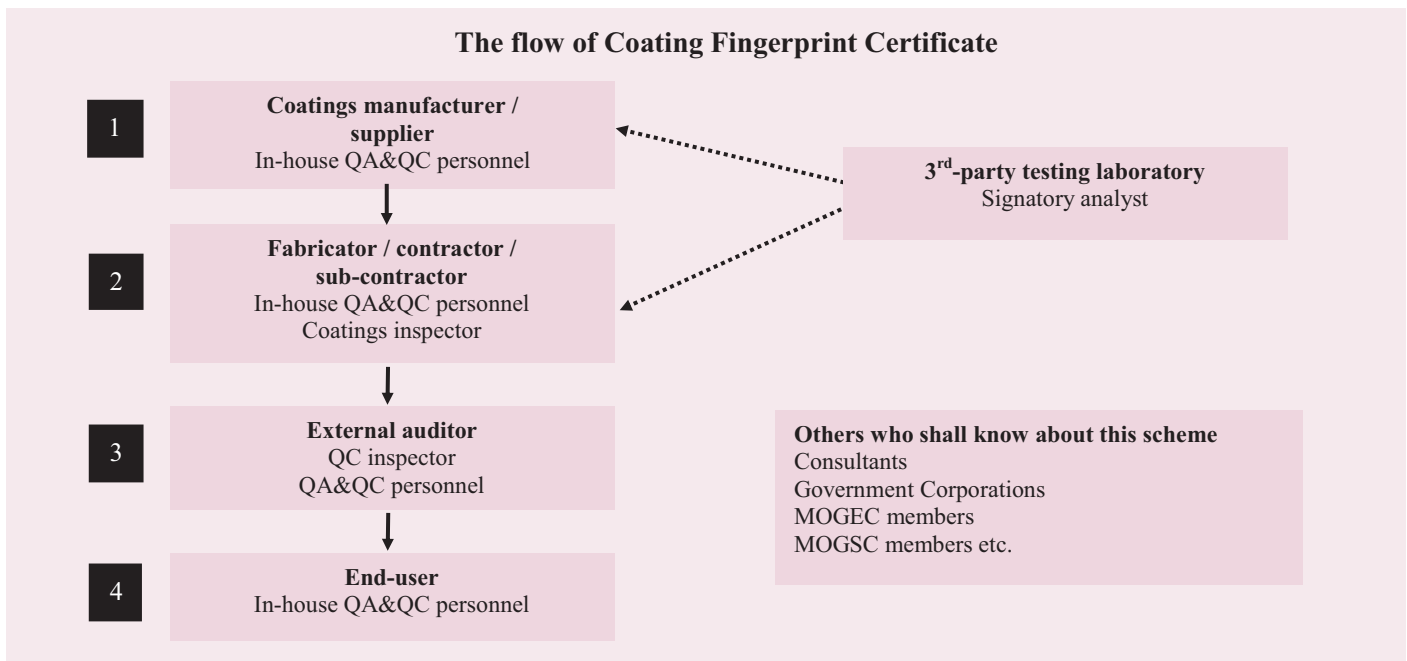 The flow of Coating Fingerprint Certificate
1
Coatings manufacturer /
supplier
In-house QA&QC personnel
3rd-party testing laboratory
Signatory analyst
2
Fabricator / contractor /
sub-contractor
In-house QA&QC personnel
Coatings inspector
3
External auditor
QC inspector
QA&QC personnel
Others who shall know about this scheme
Consultants
Government Corporations
MOGEC members
MOGSC members etc.
4
End-user
In-house QA&QC personnel